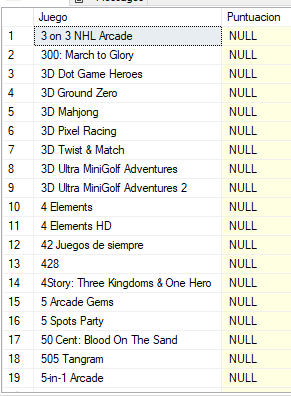 Juego Puntuacion
1 3 on 3 NHL Arcade NULL
2 300: March to Glory NULL
3 3D Dot Game Heroes NULL
4 3D Ground Zero NULL
5 3D Mahjong NULL
6 3D Pixel Racing NULL
7 3D Twist & Match NULL
8 3D Ultra MiniGolf Adventures NULL
9 3D Ultra MiniGolf Adventures 2 NULL
10 4 Elements NULL
11 4 Elements HD NULL
12 42 Juegos de siempre NULL
13 428 NULL
14 4Story: Three Kingdoms & One Hero NULL
15 5 Arcade Gems NULL
16 5 Spots Party NULL
17 50 Cent: Blood On The Sand NULL
18 505 Tangram NULL
19 5-in-1 Arcade NULL